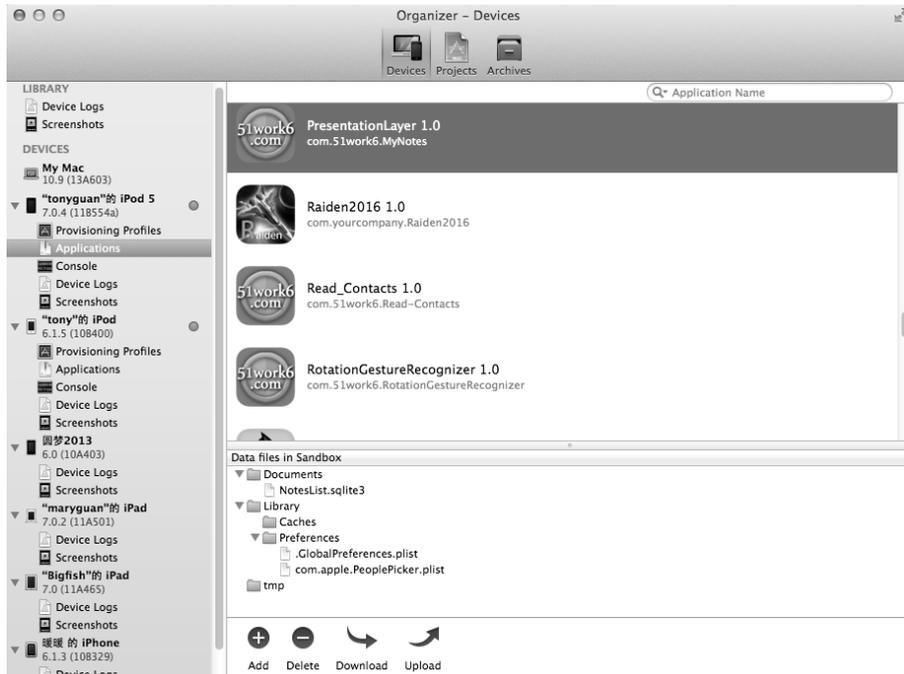 Organizer – Devices
Devices Projects Archives
LIBRARY
Device Logs
Screenshots
DEVICES
My Mac
10.9 (13A603)
"tonyguan"的 iPod 5
7.0.4 (11B554a)
Provisioning Profiles
Applications
Console
Device Logs
Screenshots
"tony"的 iPod
6.1.5 (10B400)
Provisioning Profiles
Applications
Console
Device Logs
Screenshots
圆梦2013
6.0 (10A403)
Device Logs
Screenshots
"maryguan"的 iPad
7.0.2 (11A501)
Device Logs
Screenshots
"Bigfish"的 iPad
7.0 (11A465)
Device Logs
Screenshots
暖暖 的 iPhone
6.1.3 (10B329)
Device Logs
Application Name
51work6
.com
PresentationLayer 1.0
com.51work6.MyNotes
Raiden
Raiden2016 1.0
com.yourcompany.Raiden2016
51work6
.com
Read_Contacts 1.0
com.51work6.Read-Contacts
51work6
.com
RotationGestureRecognizer 1.0
com.51work6.RotationGestureRecognizer
Data files in Sandbox
Documents
NotesList.sqlite3
Library
Caches
Preferences
.GlobalPreferences.plist
com.apple.PeoplePicker.plist
tmp
Add Delete Download Upload